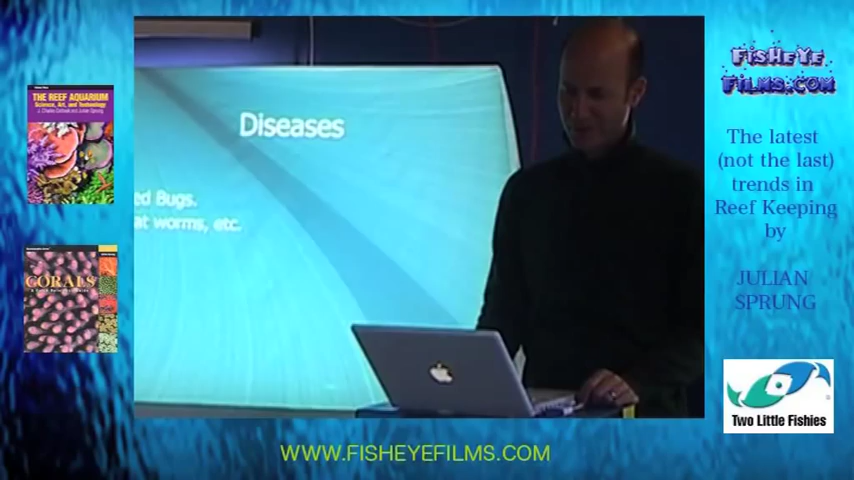 THE REEF AQUARIUM
Science, Art, and Technology
CORALS
Diseases
ed Bugs.
at worms, etc.
FisHEYe
FiLMS.COM
The latest
(not the last)
trends in
Reef Keeping
by
JULIAN
SPRUNG
Two Little Fishies
WWW.FISHEYEFILMS.COM